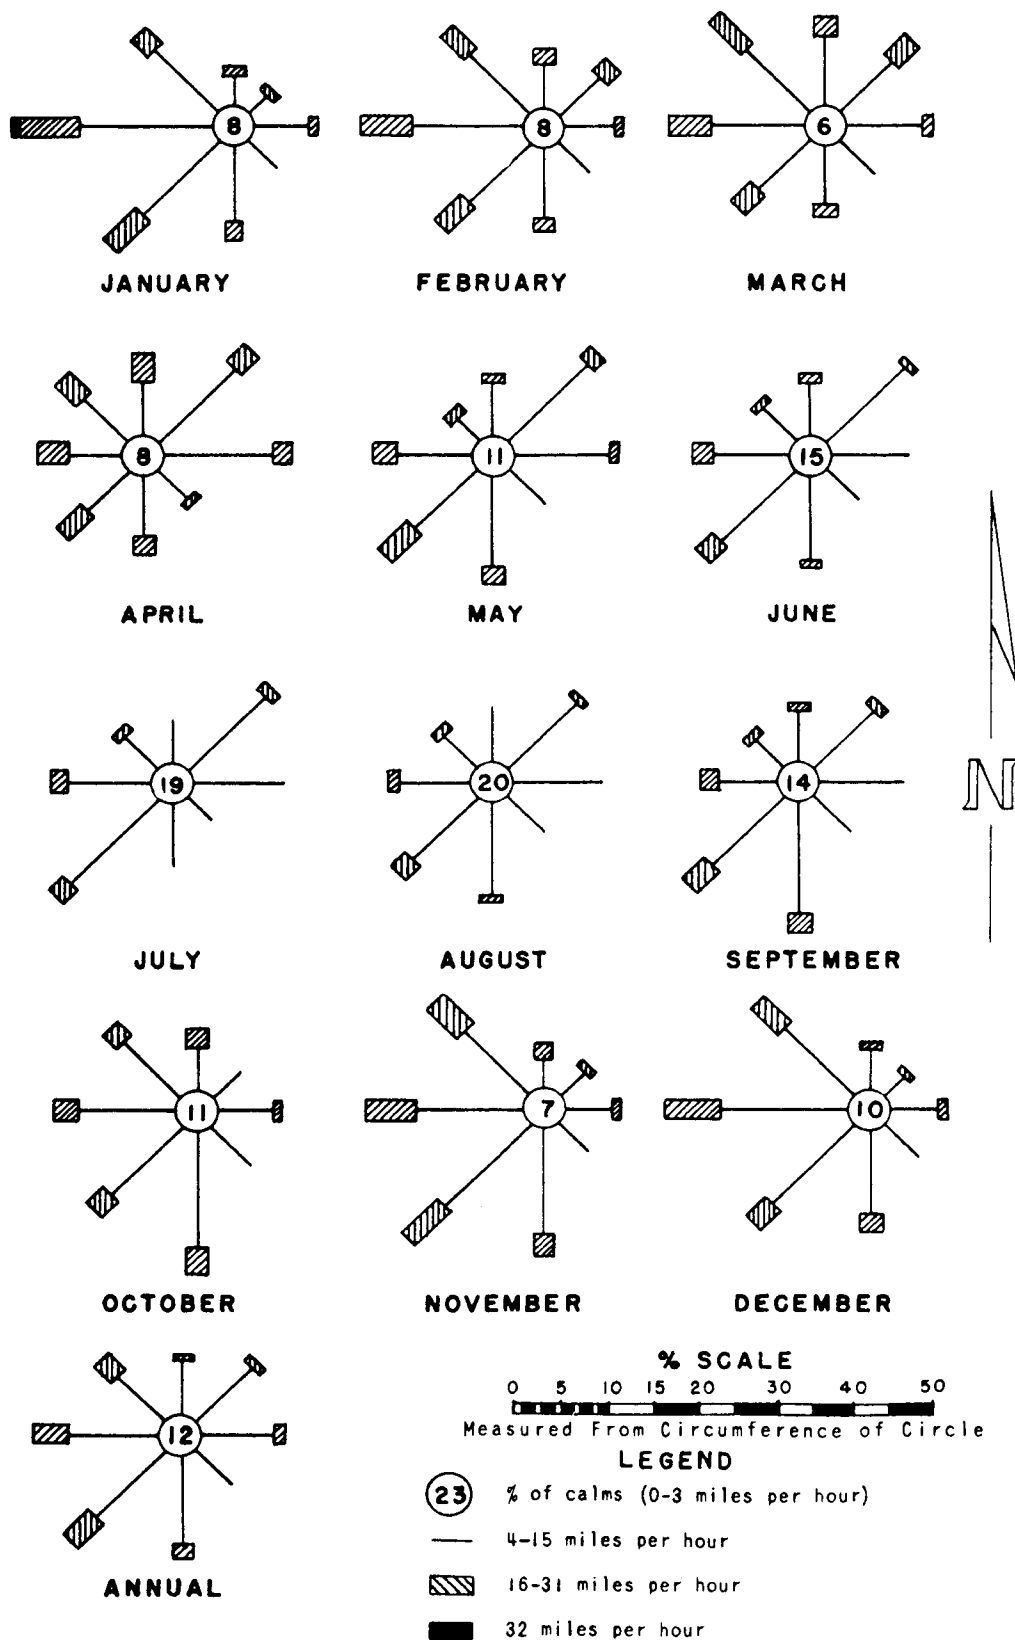 8 8 6
JANUARY FEBRUARY MARCH
8 11 15
APRIL MAY JUNE
19 20 14
N
JULY AUGUST SEPTEMBER
11 7 10
OCTOBER NOVEMBER DECEMBER
12
ANNUAL
% SCALE
0 5 10 15 20 30 40 50
Measured From Circumference of Circle
LEGEND
23 % of calms (0-3 miles per hour)
4-15 miles per hour
16-31 miles per hour
32 miles per hour